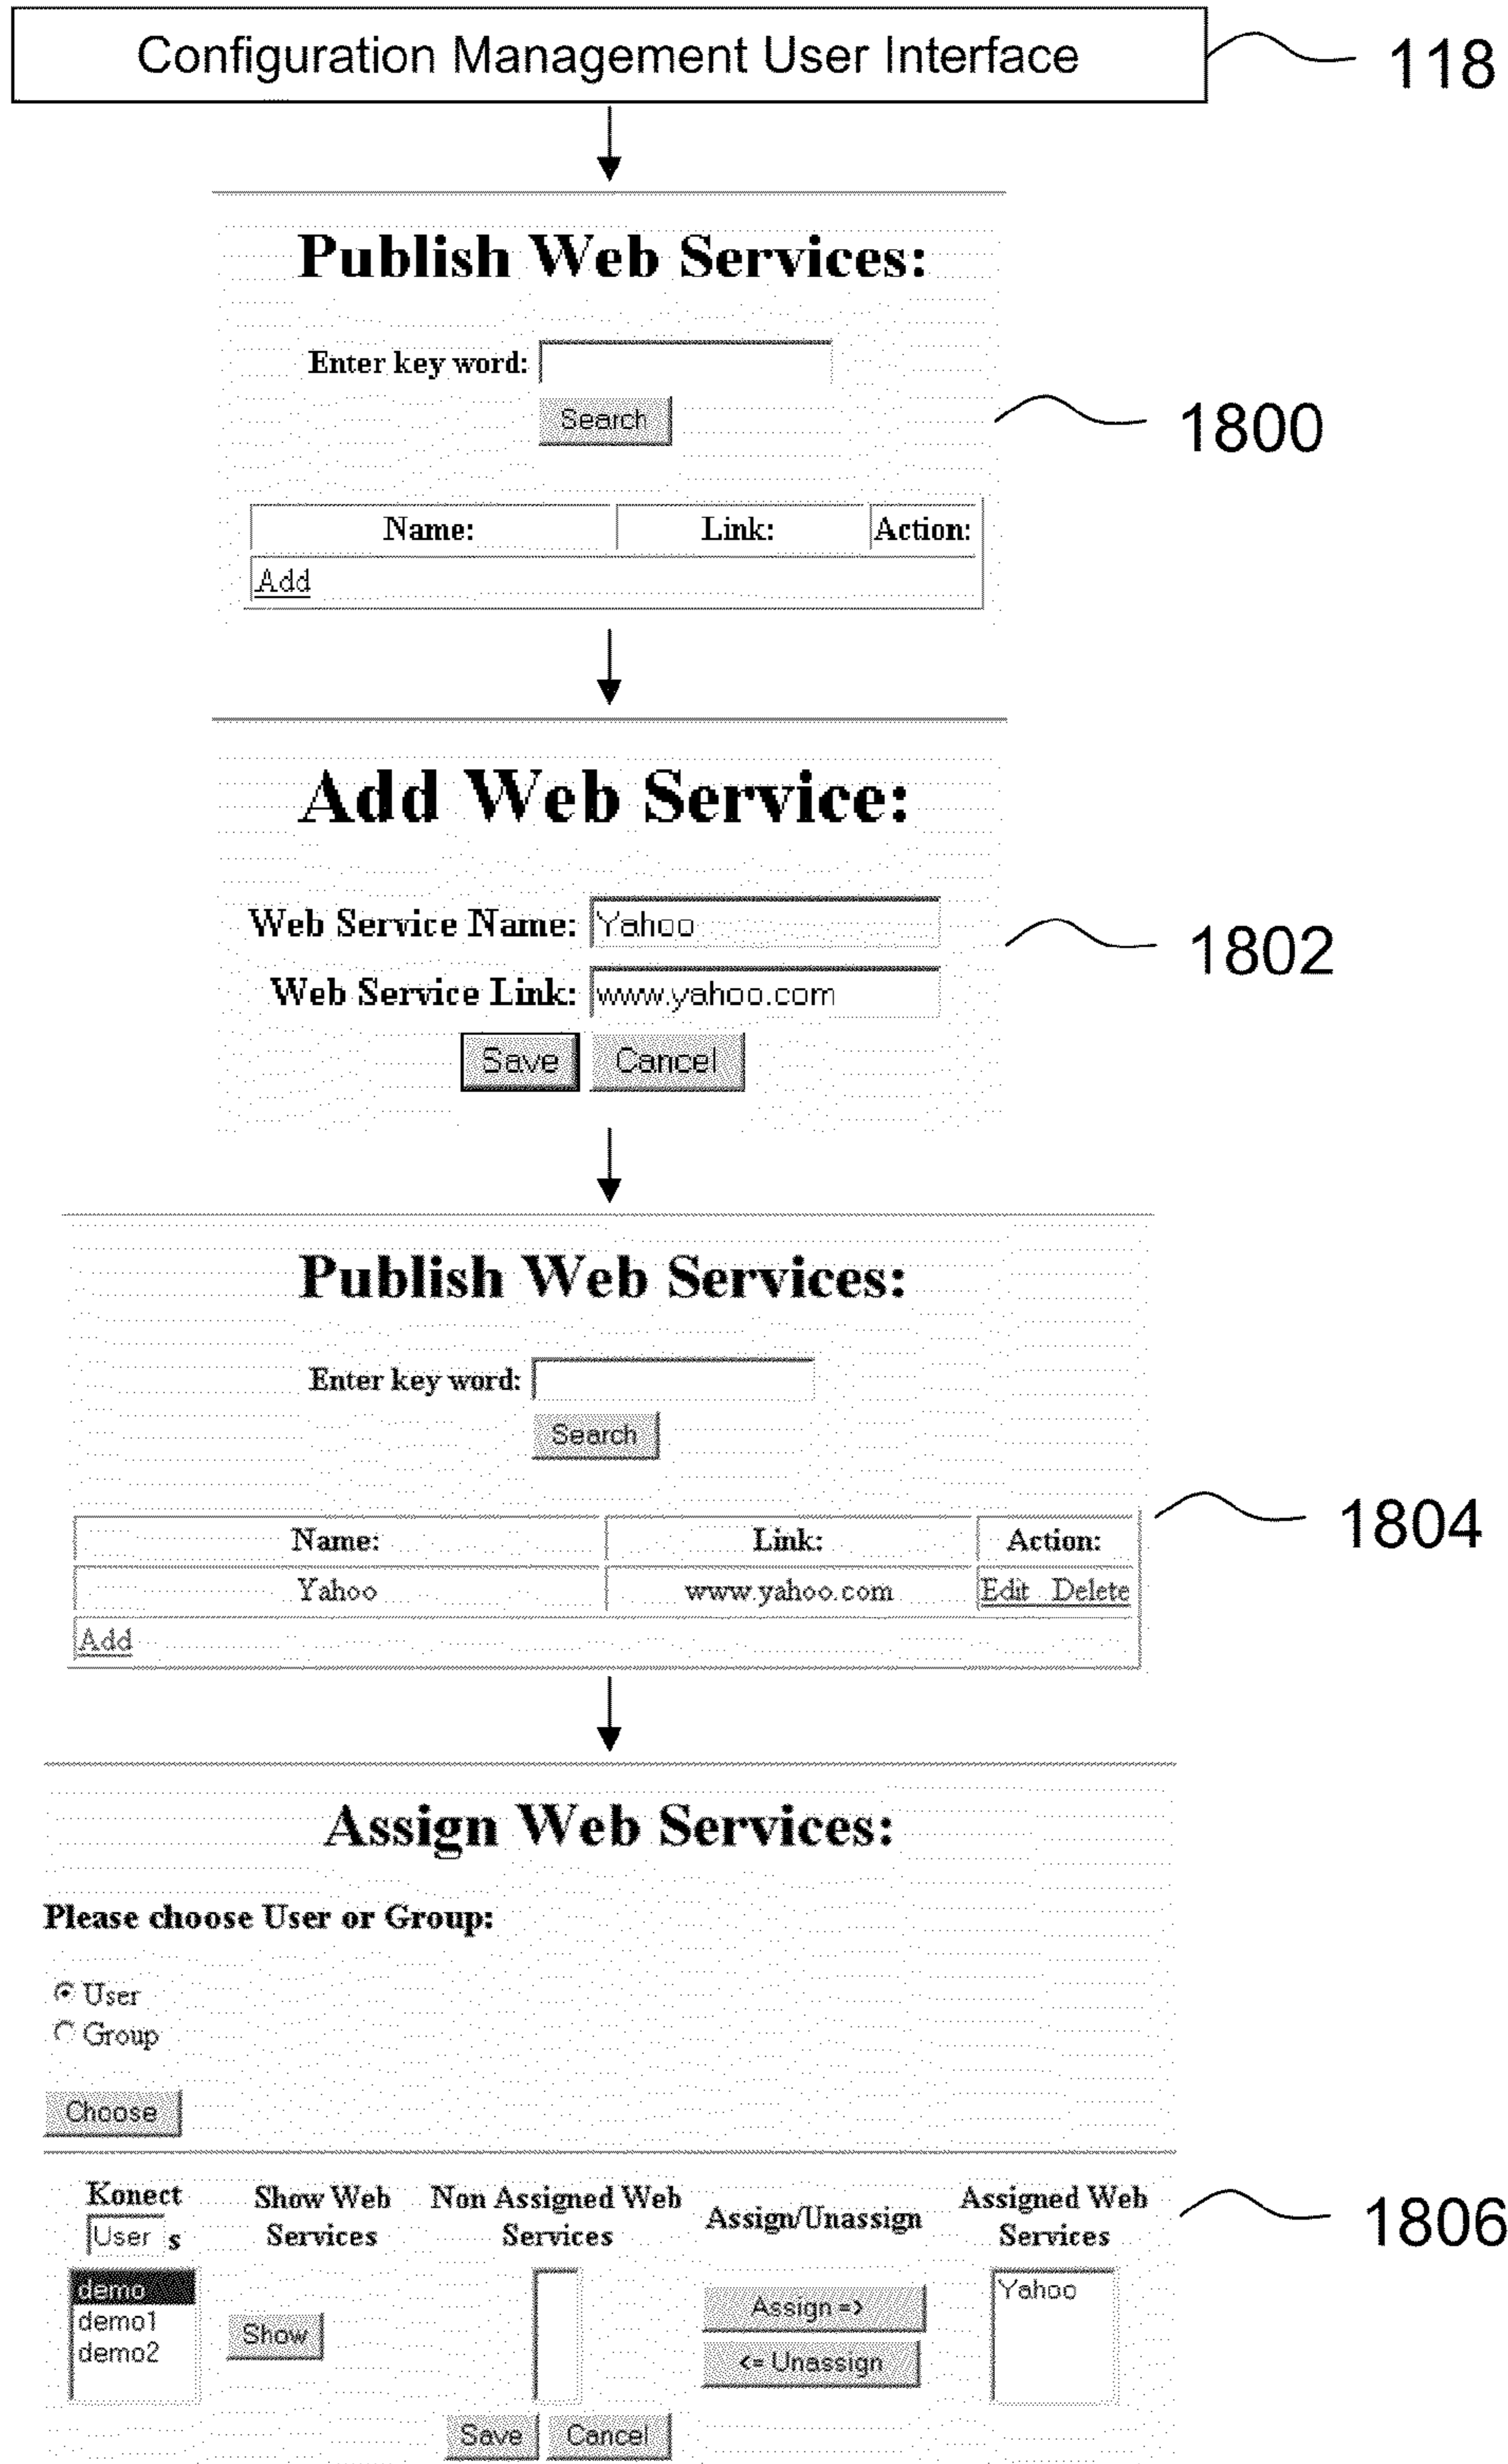 Configuration Management User Interface
118
Publish Web Services:
Enter key word:
Search
1800
Name: Link: Action:
Add
Add Web Service:
Web Service Name: Yahoo
1802
Web Service Link: www.yahoo.com
Save Cancel
Publish Web Services:
Enter key word:
Search
1804
Name: Link: Action:
Yahoo www.yahoo.com Edit Delete
Add
Assign Web Services:
Please choose User or Group:
User
Group
Choose
Konect User s
Show Web Services
Non Assigned Web Services
Assign/Unassign
Assigned Web Services
1806
demo
demo1
demo2
Show
Assign =>
<= Unassign
Yahoo
Save Cancel